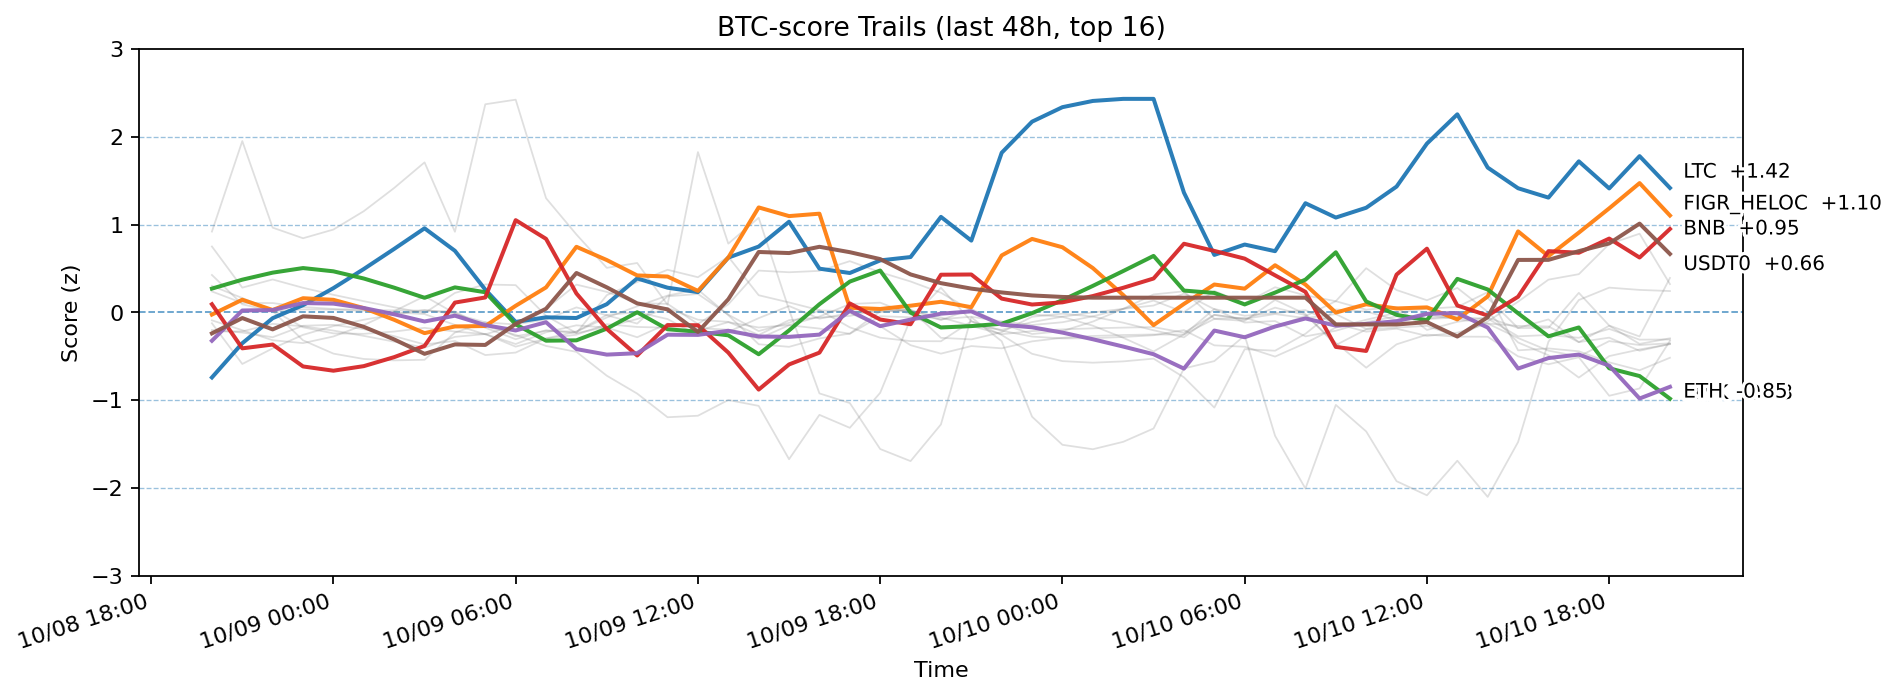 BTC-score Trails (last 48h, top 16)
3
2
1
0
−1
−2
−3
Score (z)
LTC +1.42
FIGR_HELOC +1.10
BNB +0.95
USDT0 +0.66
ETH -0.85
10/08 18:00
10/09 00:00
10/09 06:00
10/09 12:00
10/09 18:00
10/10 00:00
10/10 06:00
10/10 12:00
10/10 18:00
Time